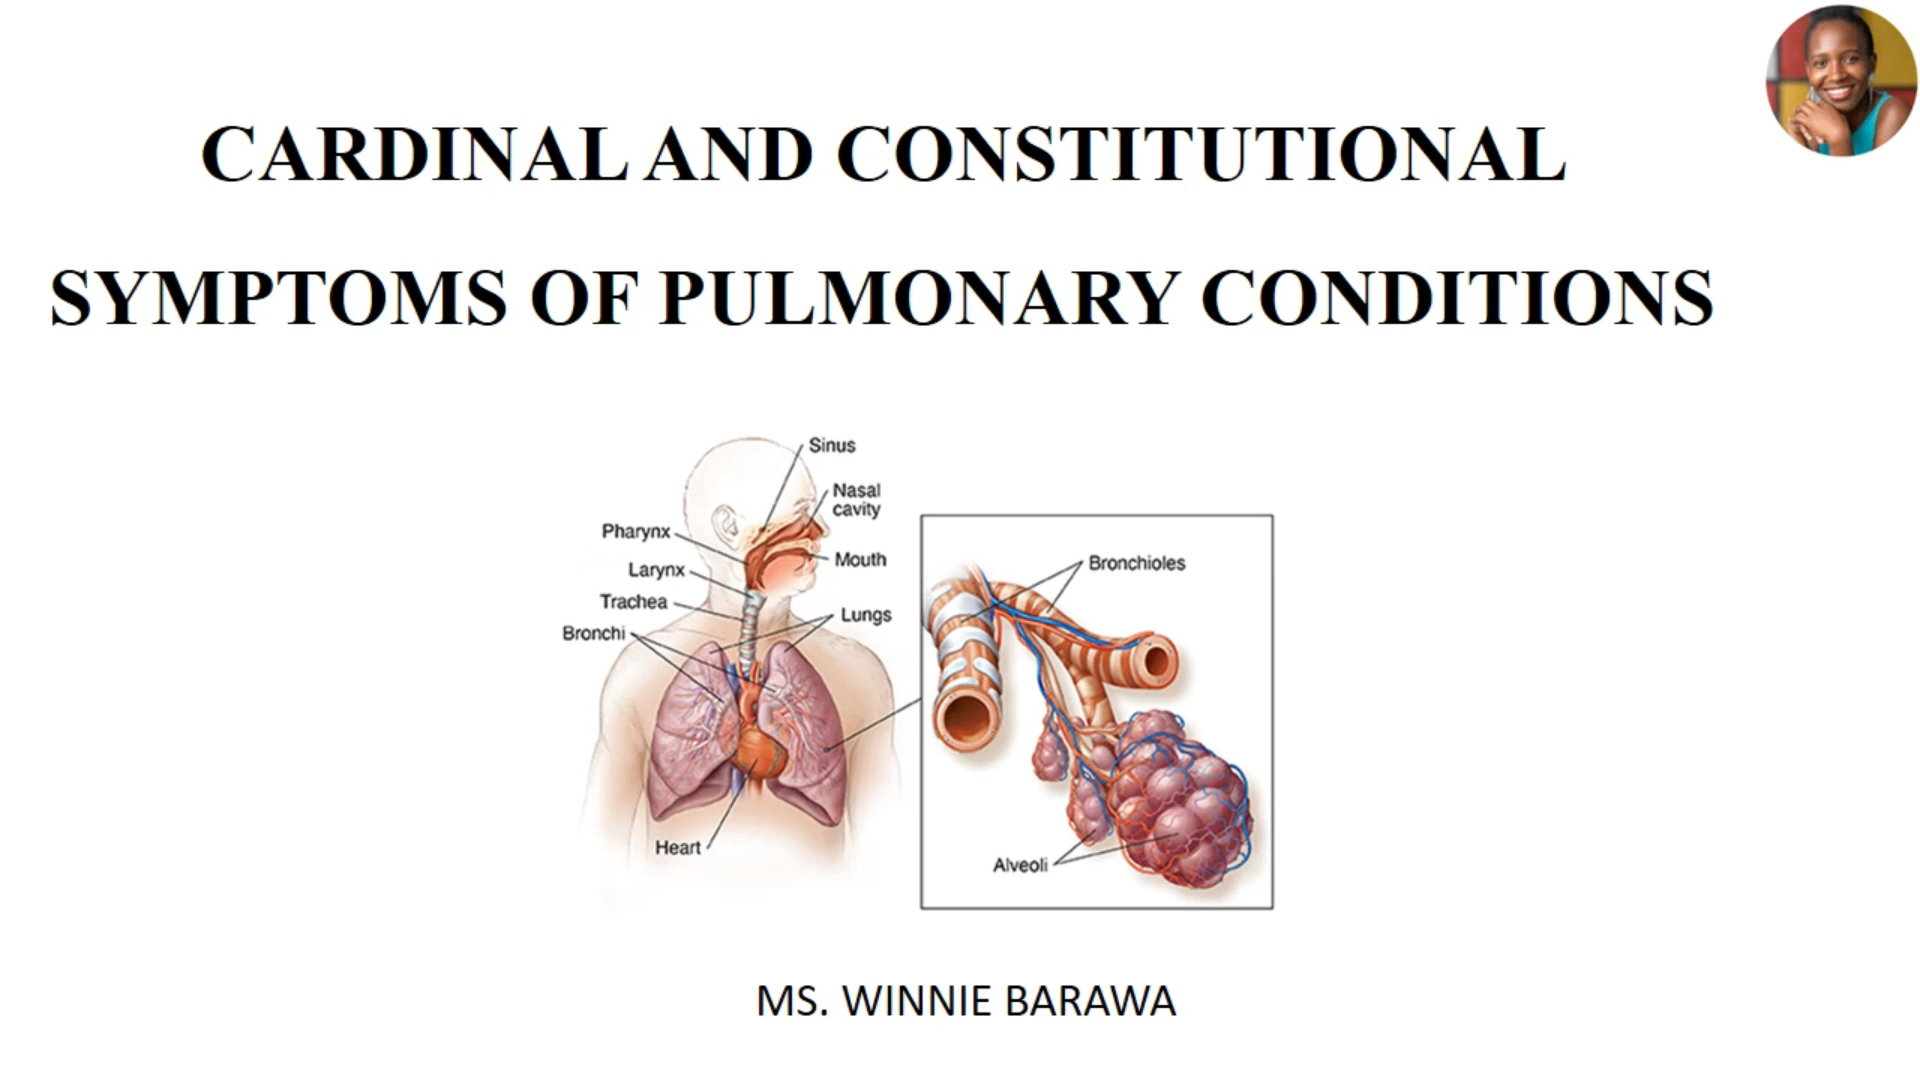 CARDINAL AND CONSTITUTIONAL
SYMPTOMS OF PULMONARY CONDITIONS
Sinus
Nasal
cavity
Pharynx
Mouth
Larynx
Trachea
Lungs
Bronchi
Heart
Bronchioles
Alveoli
MS. WINNIE BARAWA